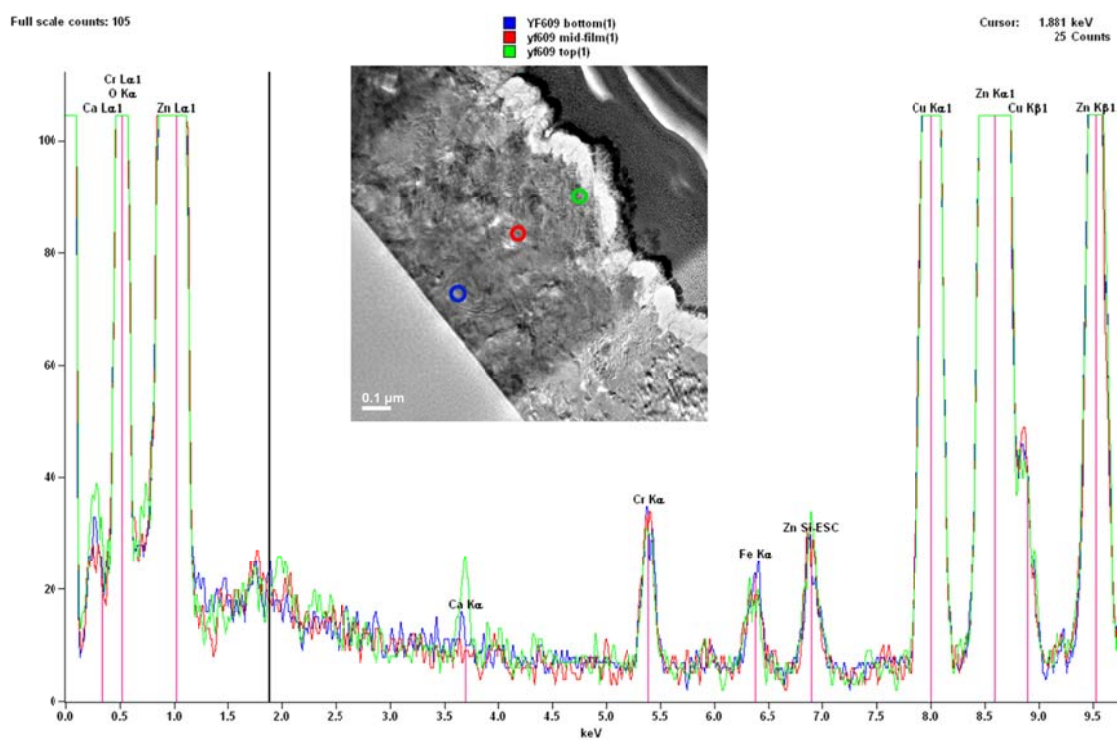 Full scale counts: 105
YF609 bottom(1)
yf609 mid-film(1)
yf609 top(1)
Cursor: 1.881 keV
25 Counts
Cr Lα1
O Kα
Ca Lα1
Zn Lα1
Cu Kα1
Zn Kα1
Cu Kβ1
Zn Kβ1
100
80
60
40
20
0
0.1 µm
Cr Kα
Zn Si-ESC
Fe Kα
Ca Kα
0.0 0.5 1.0 1.5 2.0 2.5 3.0 3.5 4.0 4.5 5.0 5.5 6.0 6.5 7.0 7.5 8.0 8.5 9.0 9.5
keV